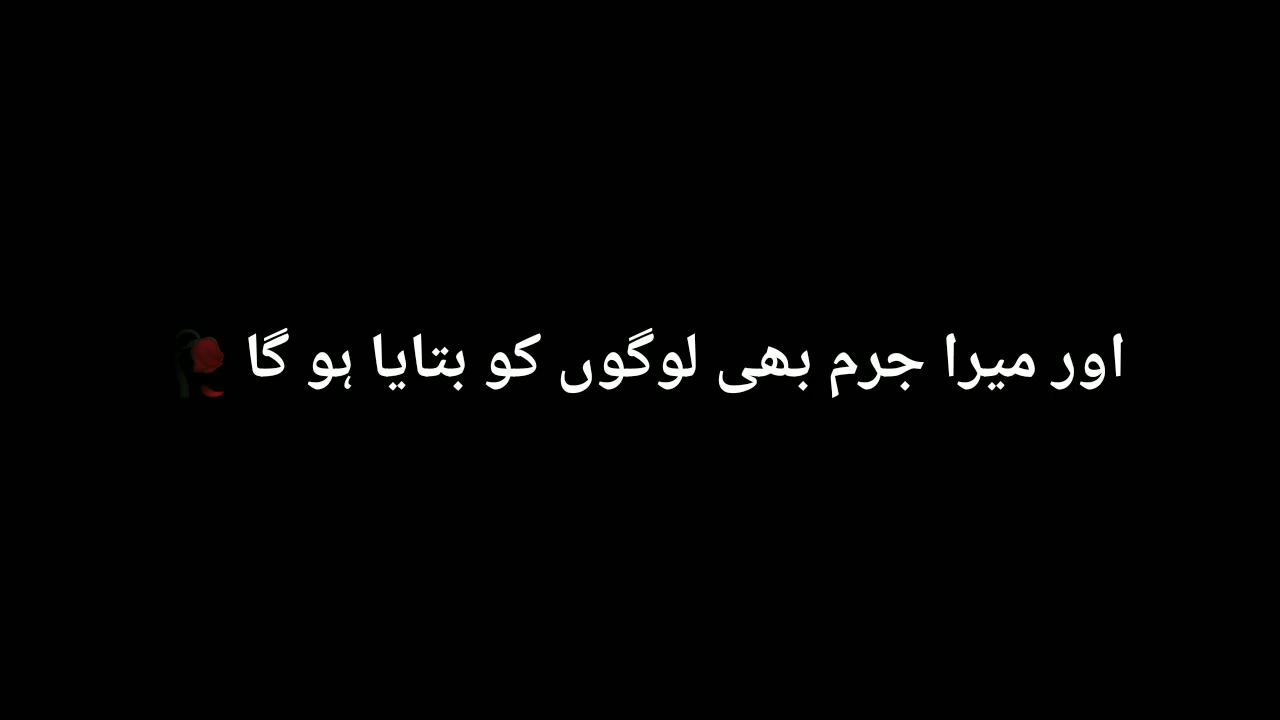 اور میرا جرم بھی لوگوں کو بتایا ہو گا 🥀